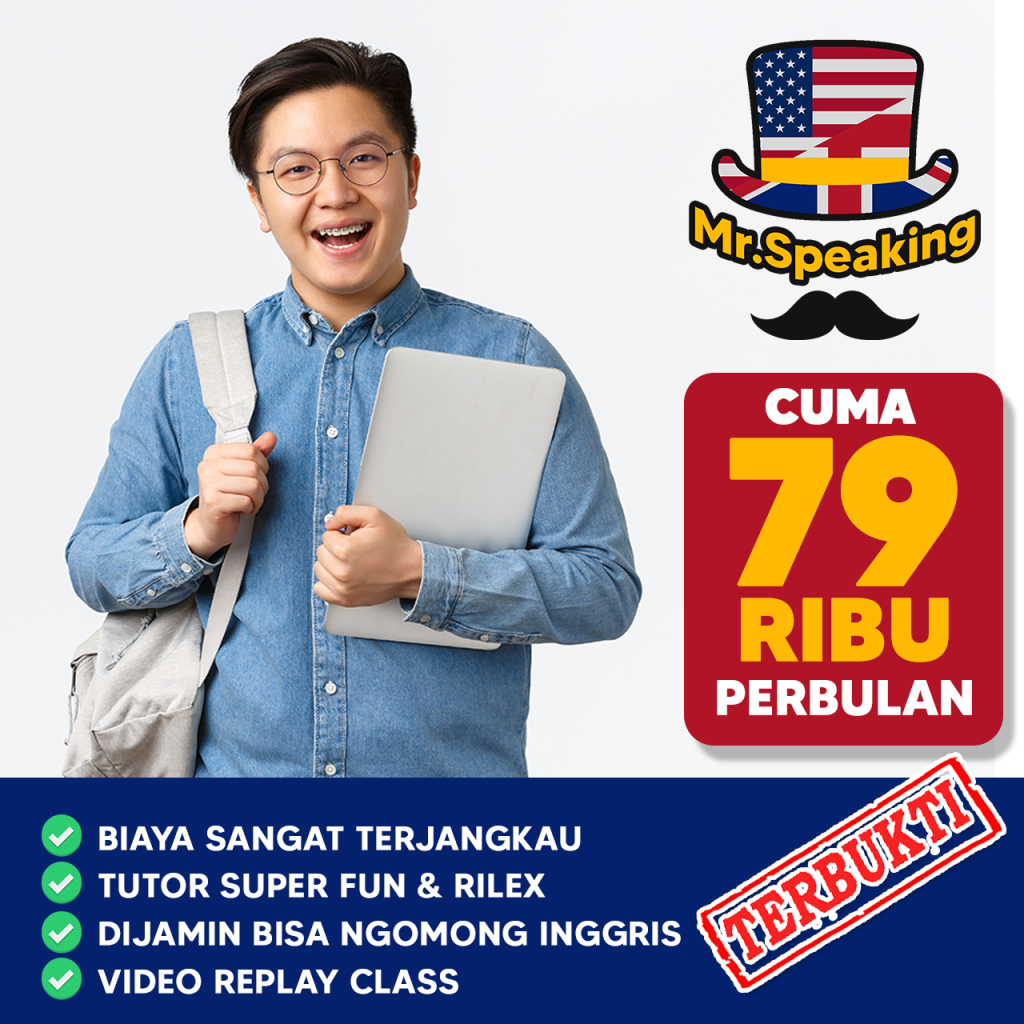 Mr.Speaking
CUMA
79
RIBU
PERBULAN
BIAYA SANGAT TERJANGKAU
TUTOR SUPER FUN & RILEX
DIJAMIN BISA NGOMONG INGGRIS
VIDEO REPLAY CLASS
TERBUKTI